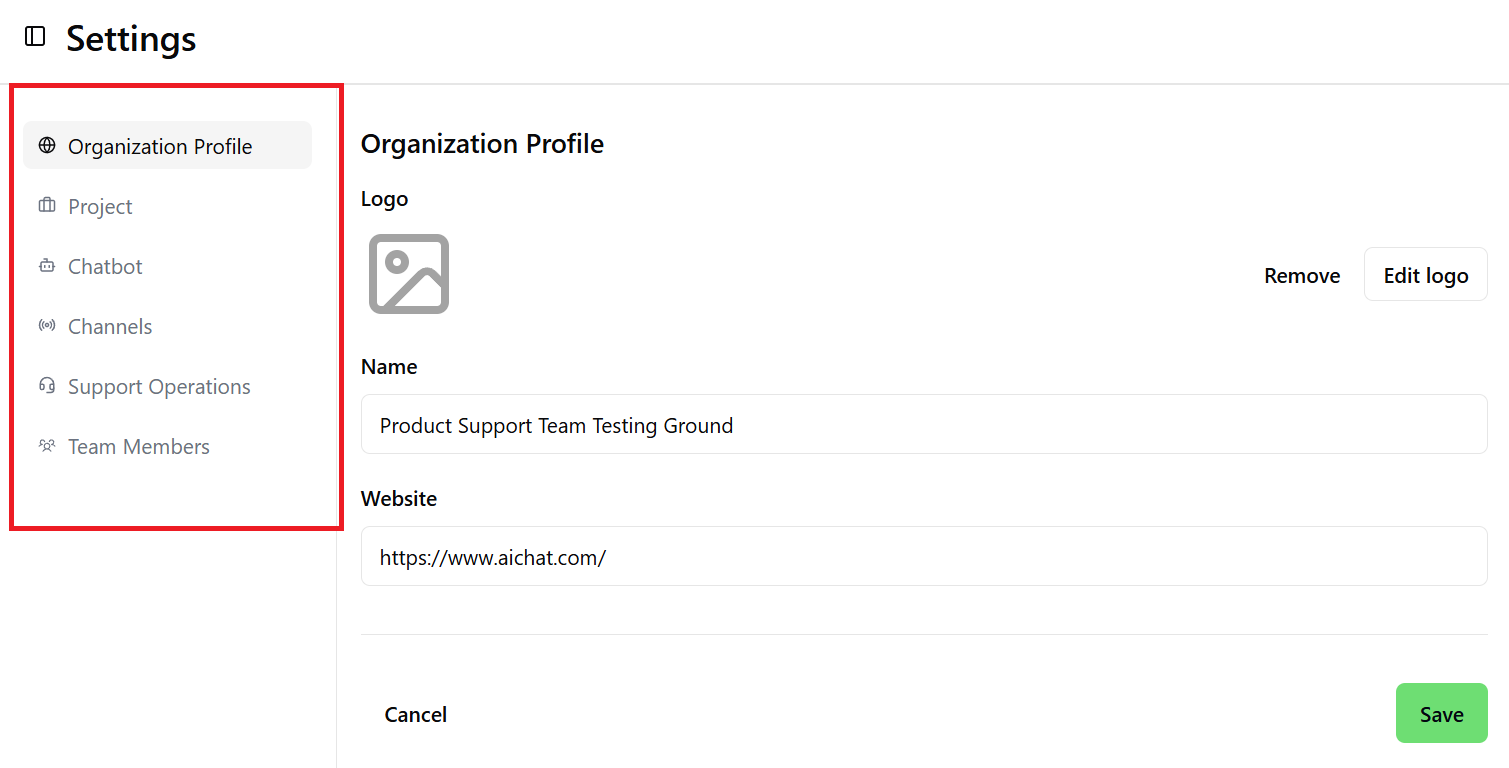 Settings
Organization Profile
Project
Chatbot
Channels
Support Operations
Team Members
Organization Profile
Logo
Remove
Edit logo
Name
Product Support Team Testing Ground
Website
https://www.aichat.com/
Cancel
Save